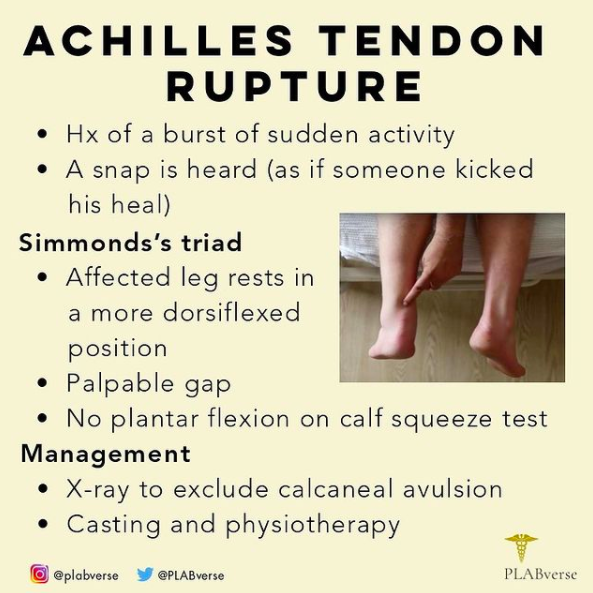 ACHILLES TENDON
RUPTURE
• Hx of a burst of sudden activity
• A snap is heard (as if someone kicked
his heal)
Simmonds's triad
• Affected leg rests in
a more dorsiflexed
position
• Palpable gap
• No plantar flexion on calf squeeze test
Management
• X-ray to exclude calcaneal avulsion
• Casting and physiotherapy
@plabverse @PLABverse
PLABverse